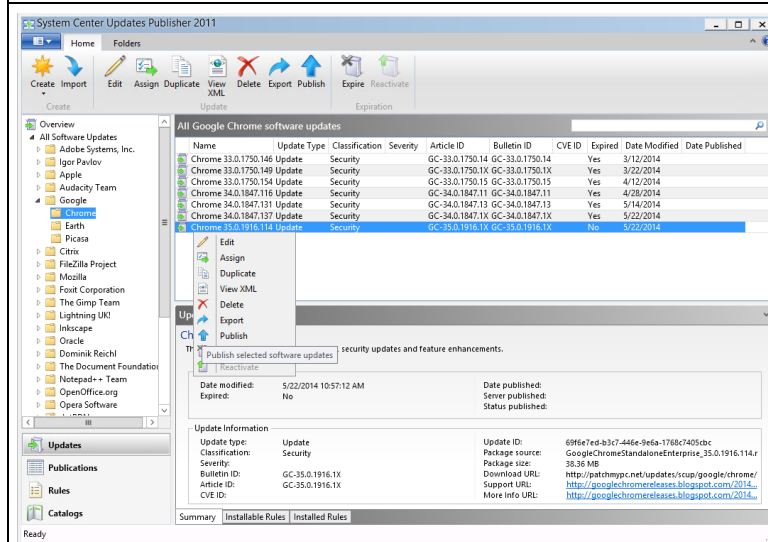 System Center Updates Publisher 2011
Home Folders
Create Import Edit Assign Duplicate View XML Delete Export Publish Expire Reactivate
Create Update Expiration
Overview
All Software Updates
Adobe Systems, Inc.
Igor Pavlov
Apple
Audacity Team
Google
Chrome
Earth
Picasa
Citrix
FileZilla Project
Mozilla
Foxit Corporation
The Gimp Team
Lightning UK!
Inkscape
Oracle
Dominik Reichl
The Document Foundation
Notepad++ Team
OpenOffice.org
Opera Software
Updates
Publications
Rules
Catalogs
Ready
All Google Chrome software updates
Name Update Type Classification Severity Article ID Bulletin ID CVE ID Expired Date Modified Date Published
Chrome 33.0.1750.146 Update Security GC-33.0.1750.14 GC-33.0.1750.14 Yes 3/12/2014
Chrome 33.0.1750.149 Update Security GC-33.0.1750.1X GC-33.0.1750.1X Yes 3/22/2014
Chrome 33.0.1750.154 Update Security GC-33.0.1750.15 GC-33.0.1750.15 Yes 4/12/2014
Chrome 34.0.1847.116 Update Security GC-34.0.1847.11 GC-34.0.1847.11 Yes 4/28/2014
Chrome 34.0.1847.131 Update Security GC-34.0.1847.13 GC-34.0.1847.13 Yes 5/14/2014
Chrome 34.0.1847.137 Update Security GC-34.0.1847.1X GC-34.0.1847.1X Yes 5/22/2014
Chrome 35.0.1916.114 Update Security GC-35.0.1916.1X GC-35.0.1916.1X No 5/22/2014
Edit
Assign
Duplicate
View XML
Delete
Export
Publish
Publish selected software updates
Reactivate
security updates and feature enhancements.
Date modified: 5/22/2014 10:57:12 AM
Expired: No
Date published:
Server published:
Status published:
Update Information
Update type: Update
Classification: Security
Severity:
Bulletin ID: GC-35.0.1916.1X
Article ID: GC-35.0.1916.1X
CVE ID:
Update ID: 69f6e7ed-b3c7-446e-9e6a-1768c7405cbc
Package source: GoogleChromeStandaloneEnterprise_35.0.1916.114.r
Package size: 38.36 MB
Download URL: http://patchmypc.net/updates/scup/google/chrome/
Support URL: http://googlechromereleases.blogspot.com/2014...
More Info URL: http://googlechromereleases.blogspot.com/2014...
Summary Installable Rules Installed Rules